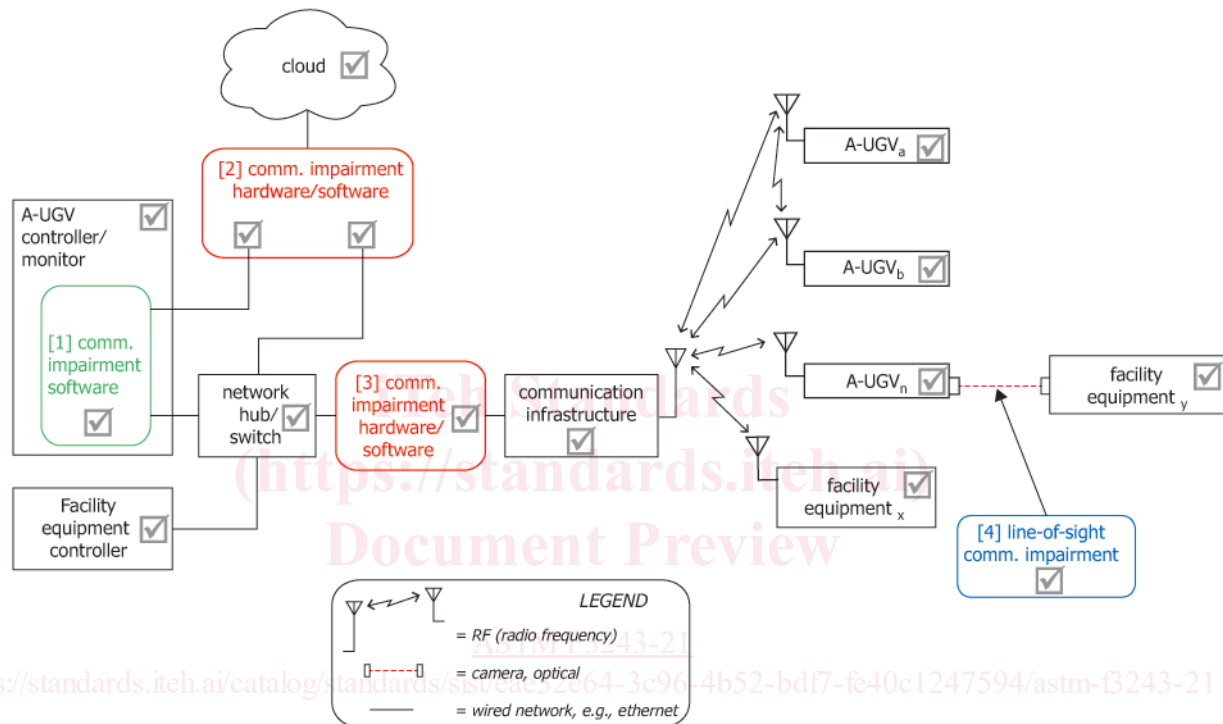 cloud
[2] comm. impairment
hardware/software
A-UGV
controller/
monitor
[1] comm.
impairment
software
network
hub/
switch
[3] comm.
impairment
hardware/
software
communication
infrastructure
Facility
equipment
controller
A-UGVa
A-UGVb
A-UGVn
facility
equipment y
facility
equipment x
[4] line-of-sight
comm. impairment
iTeh Standards
(https://standards.iteh.ai)
Document Preview
LEGEND
= RF (radio frequency)
= camera, optical
= wired network, e.g., ethernet
ASTM F3243-21
s://standards.iteh.ai/catalog/standards/sist/eae32e64-3c96-4b52-bdf7-fe40c1247594/astm-f3243-21